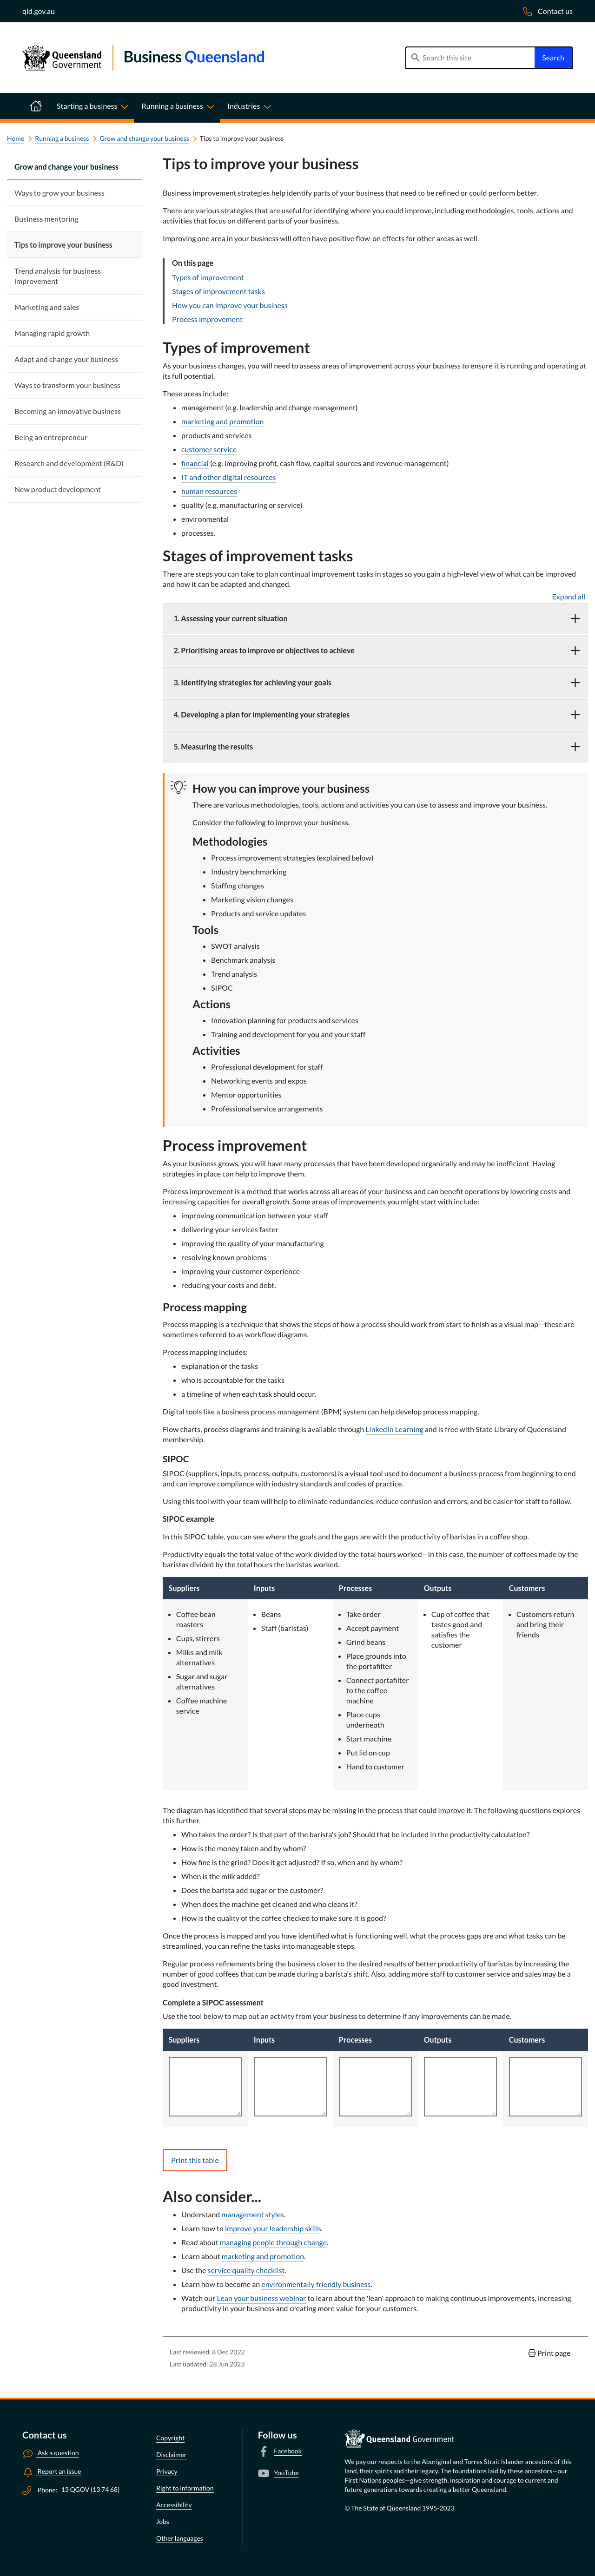 qld.gov.au
Contact us
Queensland
Government
Business Queensland
Search this site
Search
Starting a business
Running a business
Industries
Home
Running a business
Grow and change your business
Tips to improve your business
Grow and change your business
Ways to grow your business
Business mentoring
Tips to improve your business
Trend analysis for business
improvement
Marketing and sales
Managing rapid growth
Adapt and change your business
Ways to transform your business
Becoming an innovative business
Being an entrepreneur
Research and development (R&D)
New product development
Tips to improve your business
Business improvement strategies help identify parts of your business that need to be refined or could perform better.
There are various strategies that are useful for identifying where you could improve, including methodologies, tools, actions and
activities that focus on different parts of your business.
Improving one area in your business will often have positive flow-on effects for other areas as well.
On this page
Types of improvement
Stages of improvement tasks
How you can improve your business
Process improvement
Types of improvement
As your business changes, you will need to assess areas of improvement across your business to ensure it is running and operating at
its full potential.
These areas include:
• management (e.g. leadership and change management)
• marketing and promotion
• products and services
• customer service
• financial (e.g. improving profit, cash flow, capital sources and revenue management)
• IT and other digital resources
• human resources
• quality (e.g. manufacturing or service)
• environmental
• processes.
Stages of improvement tasks
There are steps you can take to plan continual improvement tasks in stages so you gain a high-level view of what can be improved
and how it can be adapted and changed.
Expand all
1. Assessing your current situation
2. Prioritising areas to improve or objectives to achieve
3. Identifying strategies for achieving your goals
4. Developing a plan for implementing your strategies
5. Measuring the results
How you can improve your business
There are various methodologies, tools, actions and activities you can use to assess and improve your business.
Consider the following to improve your business.
Methodologies
• Process improvement strategies (explained below)
• Industry benchmarking
• Staffing changes
• Marketing vision changes
• Products and service updates
Tools
• SWOT analysis
• Benchmark analysis
• Trend analysis
• SIPOC
Actions
• Innovation planning for products and services
• Training and development for you and your staff
Activities
• Professional development for staff
• Networking events and expos
• Mentor opportunities
• Professional service arrangements
Process improvement
As your business grows, you will have many processes that have been developed organically and may be inefficient. Having
strategies in place can help to improve them.
Process improvement is a method that works across all areas of your business and can benefit operations by lowering costs and
increasing capacities for overall growth. Some areas of improvements you might start with include:
• improving communication between your staff
• delivering your services faster
• improving the quality of your manufacturing
• resolving known problems
• improving your customer experience
• reducing your costs and debt.
Process mapping
Process mapping is a technique that shows the steps of how a process should work from start to finish as a visual map—these are
sometimes referred to as workflow diagrams.
Process mapping includes:
• explanation of the tasks
• who is accountable for the tasks
• a timeline of when each task should occur.
Digital tools like a business process management (BPM) system can help develop process mapping.
Flow charts, process diagrams and training is available through LinkedIn Learning and is free with State Library of Queensland
membership.
SIPOC
SIPOC (suppliers, inputs, process, outputs, customers) is a visual tool used to document a business process from beginning to end
and can improve compliance with industry standards and codes of practice.
Using this tool with your team will help to eliminate redundancies, reduce confusion and errors, and be easier for staff to follow.
SIPOC example
In this SIPOC table, you can see where the goals and the gaps are with the productivity of baristas in a coffee shop.
Productivity equals the total value of the work divided by the total hours worked—in this case, the number of coffees made by the
baristas divided by the total hours the baristas worked.
Suppliers
Inputs
Processes
Outputs
Customers
• Coffee bean
roasters
• Cups, stirrers
• Milks and milk
alternatives
• Sugar and sugar
alternatives
• Coffee machine
service
• Beans
• Staff (baristas)
• Take order
• Accept payment
• Grind beans
• Place grounds into
the portafilter
• Connect portafilter
to the coffee
machine
• Place cups
underneath
• Start machine
• Put lid on cup
• Hand to customer
• Cup of coffee that
tastes good and
satisfies the
customer
• Customers return
and bring their
friends
The diagram has identified that several steps may be missing in the process that could improve it. The following questions explores
this further.
• Who takes the order? Is that part of the barista's job? Should that be included in the productivity calculation?
• How is the money taken and by whom?
• How fine is the grind? Does it get adjusted? If so, when and by whom?
• When is the milk added?
• Does the barista add sugar or the customer?
• When does the machine get cleaned and who cleans it?
• How is the quality of the coffee checked to make sure it is good?
Once the process is mapped and you have identified what is functioning well, what the process gaps are and what tasks can be
streamlined, you can refine the tasks into manageable steps.
Regular process refinements bring the business closer to the desired results of better productivity of baristas by increasing the
number of good coffees that can be made during a barista's shift. Also, adding more staff to customer service and sales may be a
good investment.
Complete a SIPOC assessment
Use the tool below to map out an activity from your business to determine if any improvements can be made.
Suppliers
Inputs
Processes
Outputs
Customers
Print this table
Also consider...
• Understand management styles.
• Learn how to improve your leadership skills.
• Read about managing people through change.
• Learn about marketing and promotion.
• Use the service quality checklist.
• Learn how to become an environmentally friendly business.
• Watch our Lean your business webinar to learn about the 'lean' approach to making continuous improvements, increasing
productivity in your business and creating more value for your customers.
Last reviewed: 8 Dec 2022
Last updated: 28 Jun 2023
Print page
Contact us
Ask a question
Report an issue
Phone: 13 QGOV (13 74 68)
Copyright
Disclaimer
Privacy
Right to information
Accessibility
Jobs
Other languages
Follow us
Facebook
YouTube
Queensland Government
We pay our respects to the Aboriginal and Torres Strait Islander ancestors of this
land, their spirits and their legacy. The foundations laid by these ancestors—our
First Nations peoples—give strength, inspiration and courage to current and
future generations towards creating a better Queensland.
© The State of Queensland 1995-2023